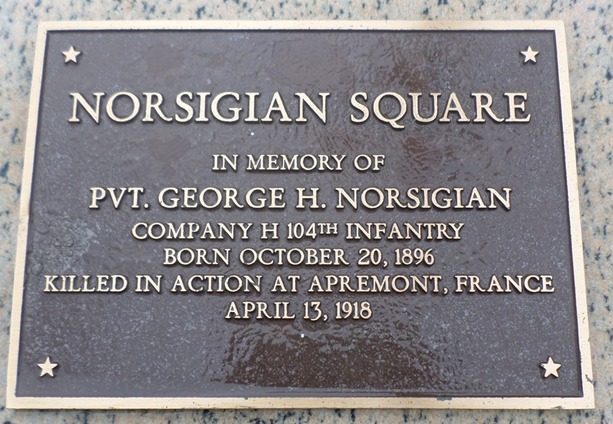 NORSIGIAN SQUARE
IN MEMORY OF
PVT. GEORGE H. NORSIGIAN
COMPANY H 104TH INFANTRY
BORN OCTOBER 20, 1896
KILLED IN ACTION AT APREMONT, FRANCE
APRIL 13, 1918